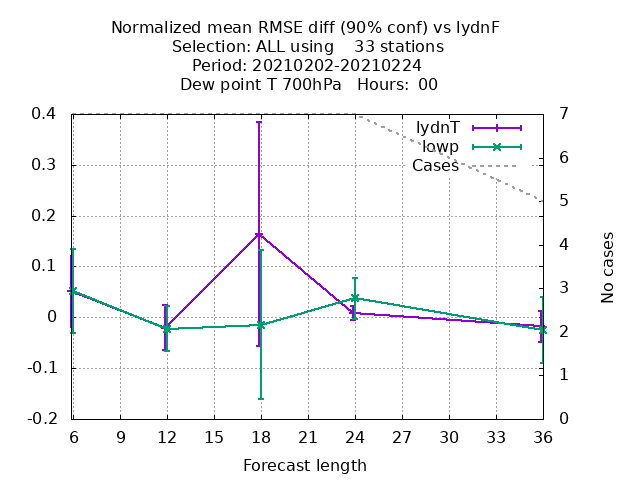 Normalized mean RMSE diff (90% conf) vs lydnF
Selection: ALL using    33 stations
Period: 20210202-20210224
Dew point T 700hPa   Hours:  00
0.4
0.3
0.2
0.1
0
-0.1
-0.2
7
6
5
4
3
2
1
0
lydnT
lowp
Cases
No cases
6 9 12 15 18 21 24 27 30 33 36
Forecast length